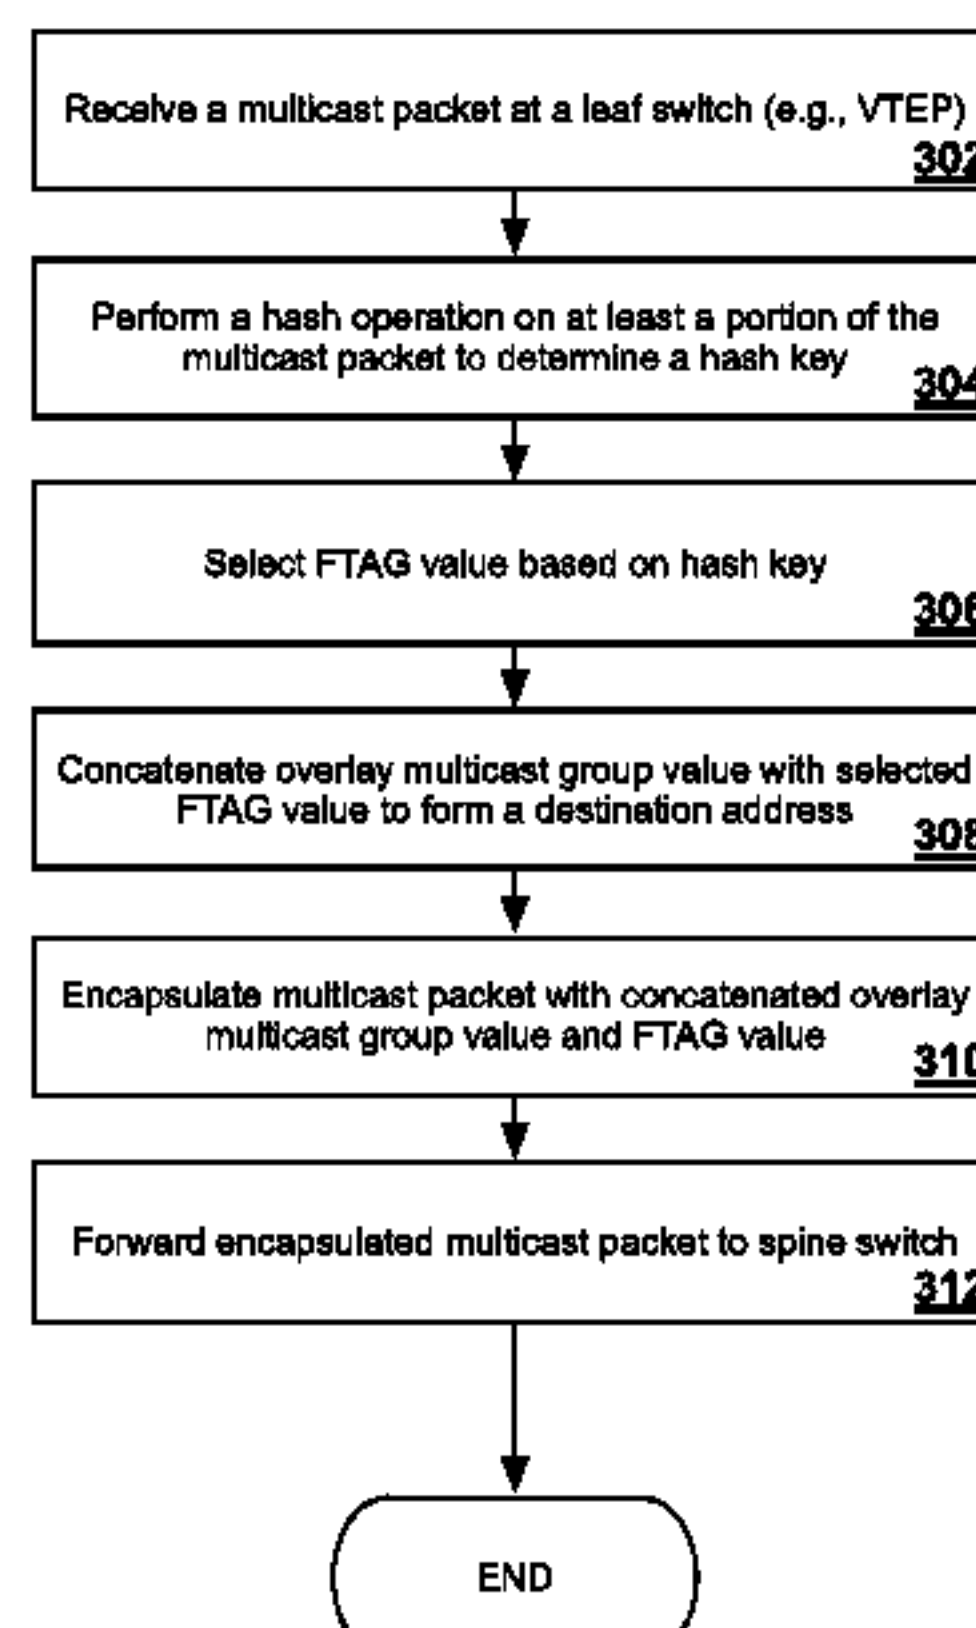 Receive a multicast packet at a leaf switch (e.g., VTEP)
302
Perform a hash operation on at least a portion of the
multicast packet to determine a hash key
304
Select FTAG value based on hash key
306
Concatenate overlay multicast group value with selected
FTAG value to form a destination address
308
Encapsulate multicast packet with concatenated overlay
multicast group value and FTAG value
310
Forward encapsulated multicast packet to spine switch
312
END